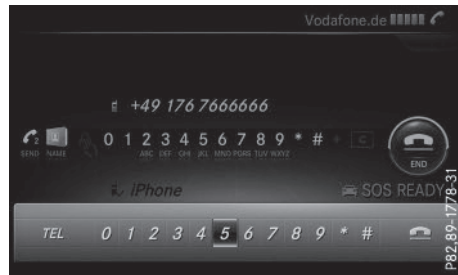 Vodafone.de
+49 176 7666666
0 1 2 3 4 5 6 7 8 9 * # + C
ABC DEF GHI JKL MNO PQRS TUV WXYZ
SEND NAME
END
iPhone SOS READY
TEL 0 1 2 3 4 5 6 7 8 9 * #
P82.89-1778-31